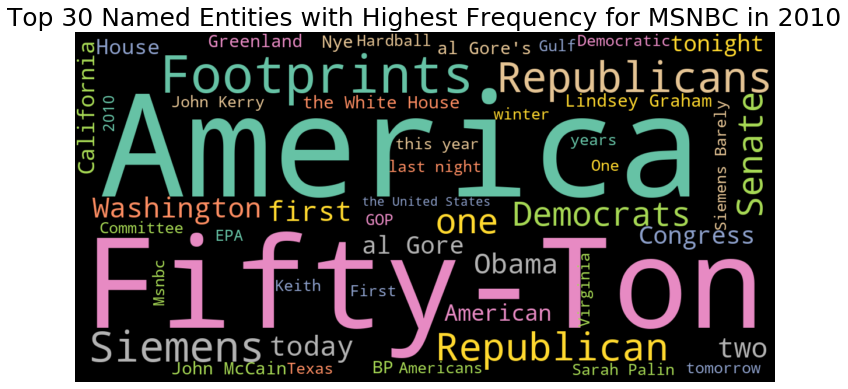 Top 30 Named Entities with Highest Frequency for MSNBC in 2010
House
Greenland
Nye
Hardball
al Gore's
Gulf
Democratic
tonight
California
Footprints
Republicans
2010
John Kerry
the White House
winter
Lindsey Graham
America
this year
years
last night
One
Siemens Barely
Senate
the United States
Washington
first
GOP
one
Democrats
Committee
EPA
al Gore
Congress
Fifty-Ton
Obama
Msnbc
Keith
First
Virginia
American
Siemens
today
Republican
two
John McCain
Texas
BP
Americans
Sarah Palin
tomorrow